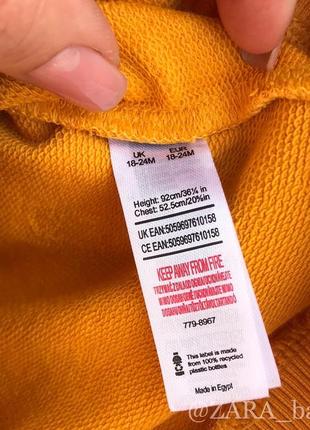 UK EUR
18-24M 18-24M
Height: 92cm/36¼in
Chest: 52.5cm/20¾in
UK EAN:5059697610158
CE EAN:5059697610158
KEEP AWAY FROM FIRE
779-8967
This label is made
from 100% recycled
plastic bottles
Made in Egypt
@ZARA_ba